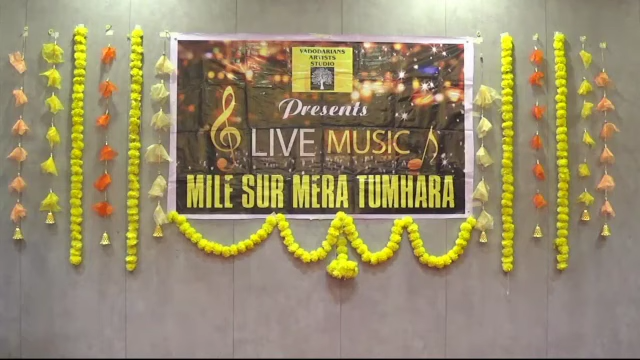 VADODARIANS
ARTISTS
STUDIO
Presents
LIVE MUSIC
MILE SUR MERA TUMHARA